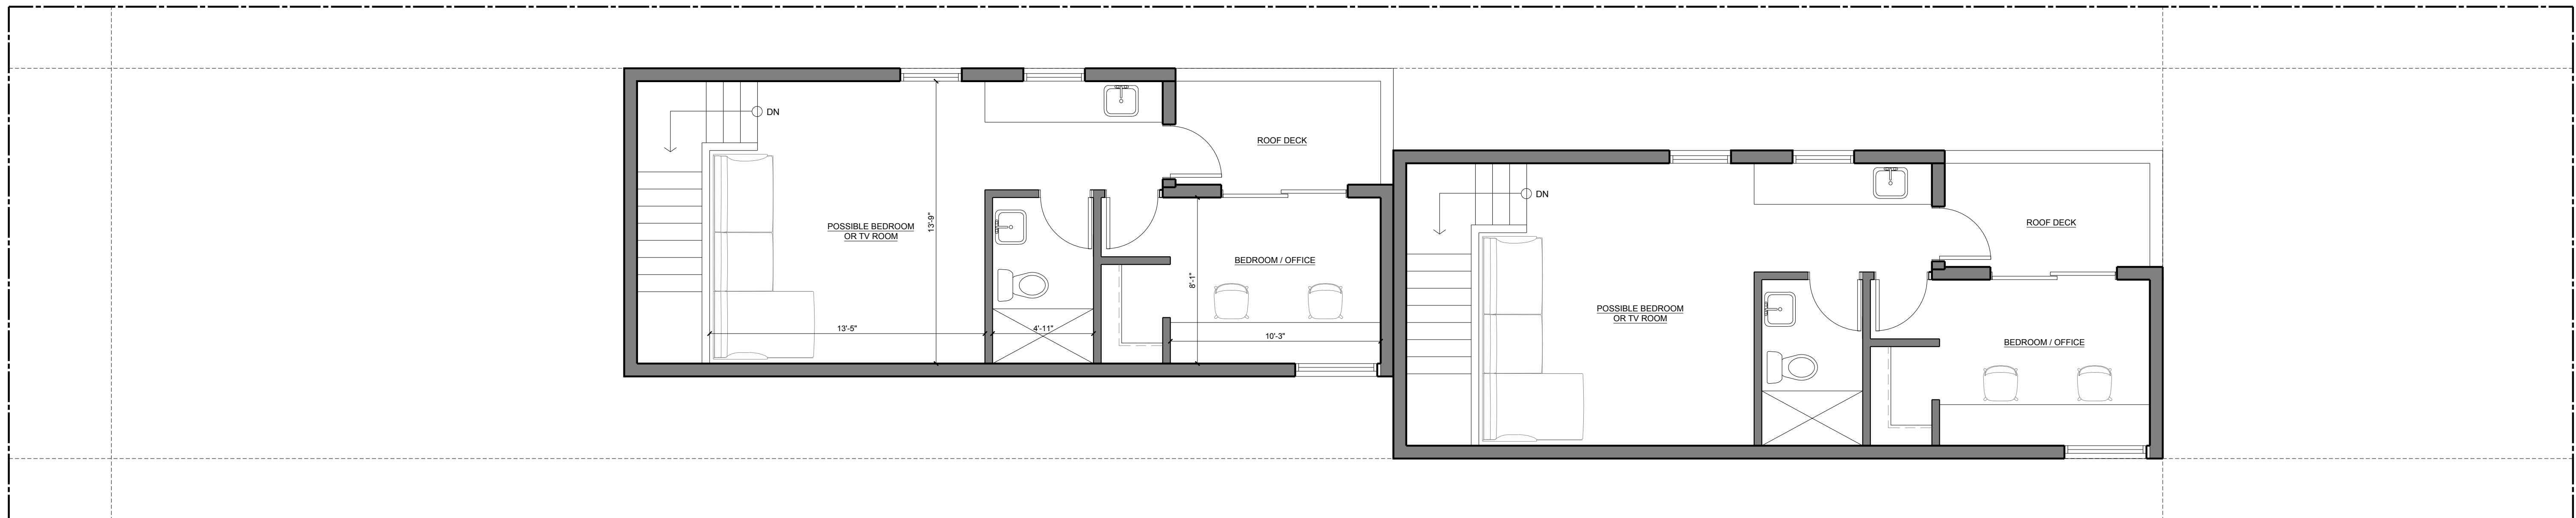 DN
ROOF DECK
POSSIBLE BEDROOM
OR TV ROOM
13'-9"
BEDROOM / OFFICE
8'-1"
13'-5"
4'-11"
10'-3"
DN
ROOF DECK
POSSIBLE BEDROOM
OR TV ROOM
BEDROOM / OFFICE